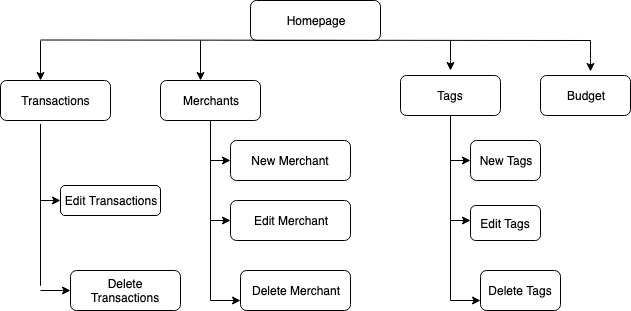 Homepage
Transactions
Merchants
Tags
Budget
New Merchant
New Tags
Edit Transactions
Edit Merchant
Edit Tags
Delete
Transactions
Delete Merchant
Delete Tags